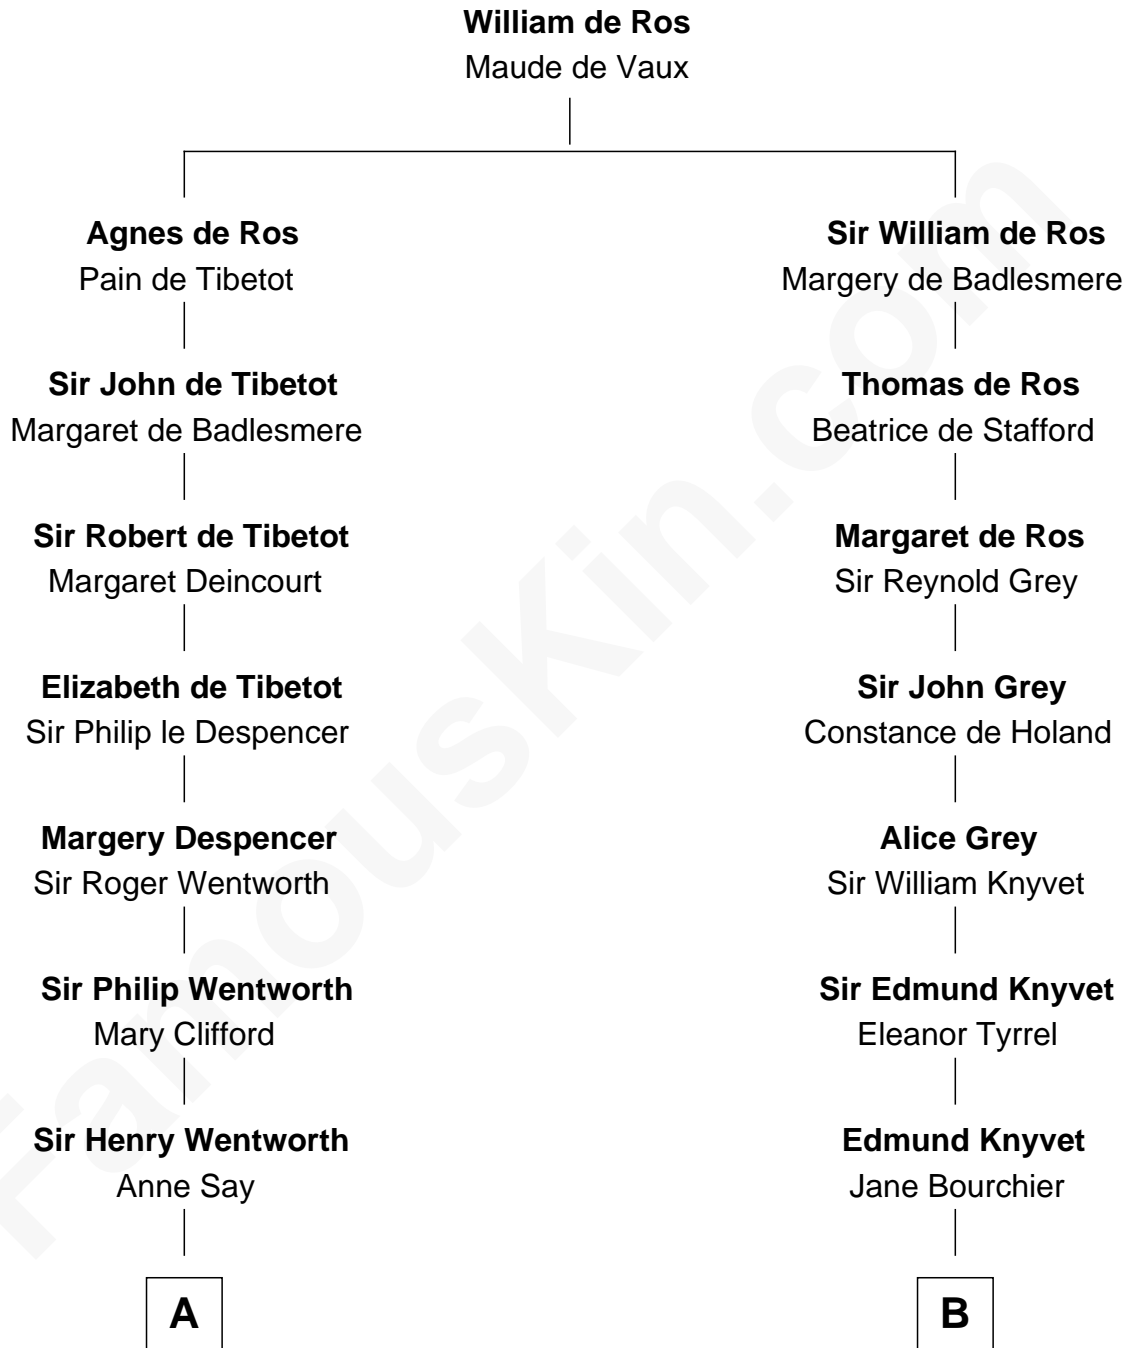 William de Ros
Maude de Vaux
Agnes de Ros
Pain de Tibetot
Sir William de Ros
Margery de Badlesmere
Sir John de Tibetot
Margaret de Badlesmere
Thomas de Ros
Beatrice de Stafford
Sir Robert de Tibetot
Margaret Deincourt
Margaret de Ros
Sir Reynold Grey
Elizabeth de Tibetot
Sir Philip le Despencer
Sir John Grey
Constance de Holand
Margery Despencer
Sir Roger Wentworth
Alice Grey
Sir William Knyvet
Sir Philip Wentworth
Mary Clifford
Sir Edmund Knyvet
Eleanor Tyrrel
Sir Henry Wentworth
Anne Say
Edmund Knyvet
Jane Bourchier
A
B
FamousKin.com